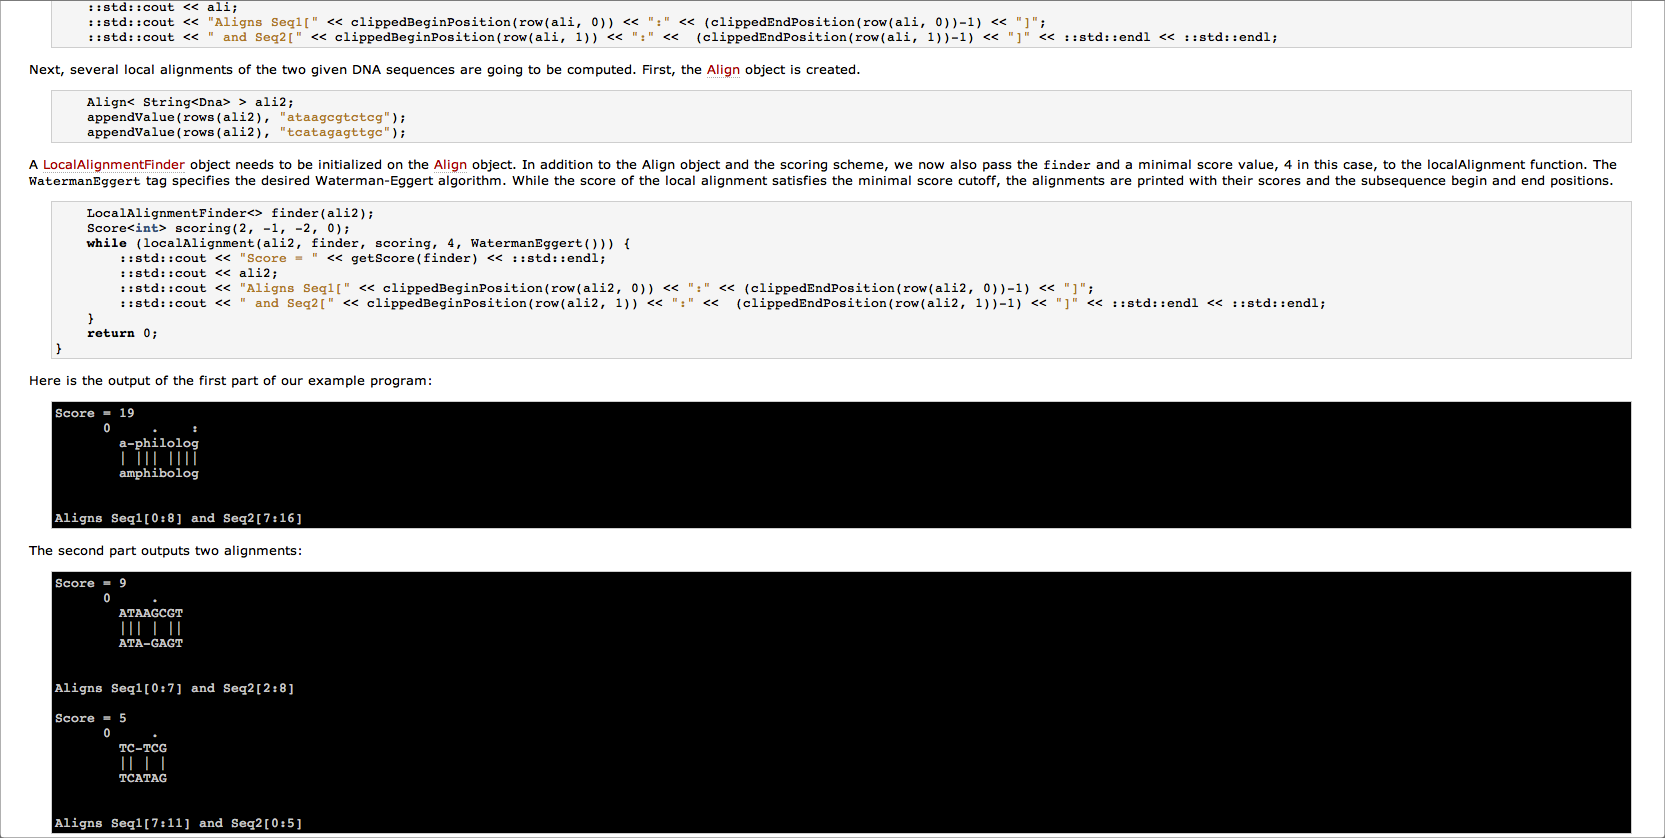 ::std::cout << ali;
::std::cout << "Aligns Seq1[" << clippedBeginPosition(row(ali, 0)) << ":" << (clippedEndPosition(row(ali, 0))-1) << "]";
::std::cout << " and Seq2[" << clippedBeginPosition(row(ali, 1)) << ":" <<  (clippedEndPosition(row(ali, 1))-1) << "]" << ::std::endl << ::std::endl;
Next, several local alignments of the two given DNA sequences are going to be computed. First, the Align object is created.
Align< String<Dna> > ali2;
appendValue(rows(ali2), "ataagcgtctcg");
appendValue(rows(ali2), "tcatagagttgc");
A LocalAlignmentFinder object needs to be initialized on the Align object. In addition to the Align object and the scoring scheme, we now also pass the finder and a minimal score value, 4 in this case, to the localAlignment function. The
WatermanEggert tag specifies the desired Waterman-Eggert algorithm. While the score of the local alignment satisfies the minimal score cutoff, the alignments are printed with their scores and the subsequence begin and end positions.
LocalAlignmentFinder<> finder(ali2);
Score<int> scoring(2, -1, -2, 0);
while (localAlignment(ali2, finder, scoring, 4, WatermanEggert())) {
::std::cout << "Score = " << getScore(finder) << ::std::endl;
::std::cout << ali2;
::std::cout << "Aligns Seq1[" << clippedBeginPosition(row(ali2, 0)) << ":" << (clippedEndPosition(row(ali2, 0))-1) << "]";
::std::cout << " and Seq2[" << clippedBeginPosition(row(ali2, 1)) << ":" <<  (clippedEndPosition(row(ali2, 1))-1) << "]" << ::std::endl << ::std::endl;
}
return 0;
}
Here is the output of the first part of our example program:
Score = 19
0     .    :
a-philolog
| ||| ||||
amphibolog
Aligns Seq1[0:8] and Seq2[7:16]
The second part outputs two alignments:
Score = 9
0     .
ATAAGCGT
||| | ||
ATA-GAGT
Aligns Seq1[0:7] and Seq2[2:8]
Score = 5
0     .
TC-TCG
|| | |
TCATAG
Aligns Seq1[7:11] and Seq2[0:5]